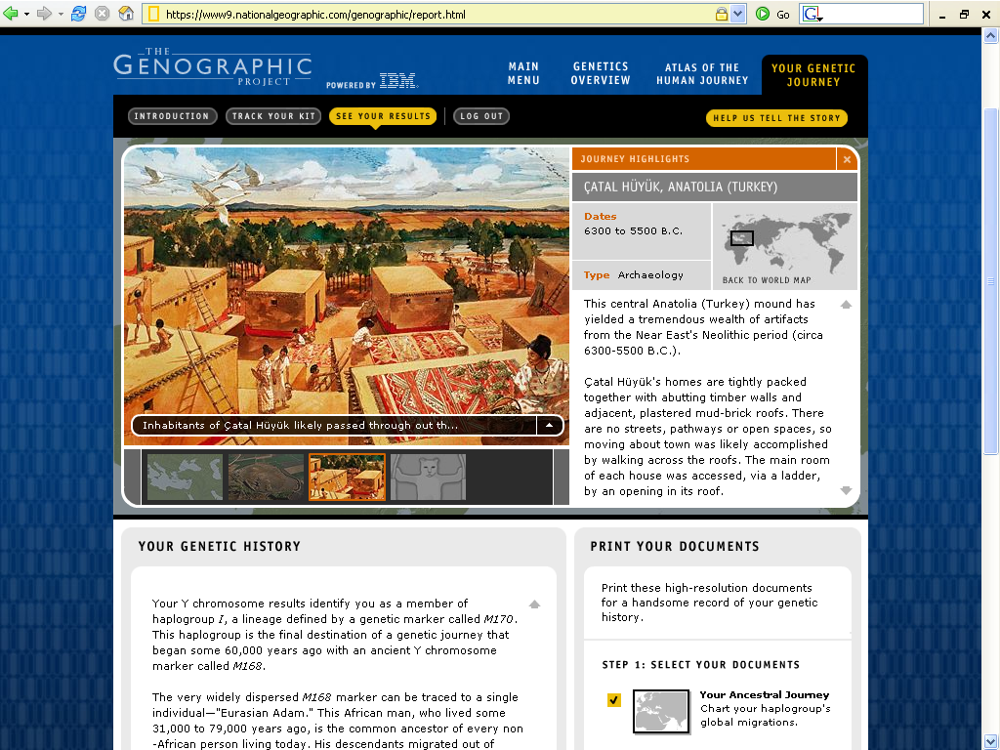 https://www9.nationalgeographic.com/genographic/report.html
Go
THE
GENOGRAPHIC
PROJECT
POWERED BY IBM
MAIN
MENU
GENETICS
OVERVIEW
ATLAS OF THE
HUMAN JOURNEY
YOUR GENETIC
JOURNEY
INTRODUCTION
TRACK YOUR KIT
SEE YOUR RESULTS
LOG OUT
HELP US TELL THE STORY
JOURNEY HIGHLIGHTS
ÇATAL HÜYÜK, ANATOLIA (TURKEY)
Dates
6300 to 5500 B.C.
Type Archaeology
BACK TO WORLD MAP
This central Anatolia (Turkey) mound has
yielded a tremendous wealth of artifacts
from the Near East's Neolithic period (circa
6300-5500 B.C.).
Çatal Hüyük's homes are tightly packed
together with abutting timber walls and
adjacent, plastered mud-brick roofs. There
are no streets, pathways or open spaces, so
moving about town was likely accomplished
by walking across the roofs. The main room
of each house was accessed, via a ladder,
by an opening in its roof.
Inhabitants of Çatal Hüyük likely passed through out th...
YOUR GENETIC HISTORY
Your Y chromosome results identify you as a member of
haplogroup I, a lineage defined by a genetic marker called M170.
This haplogroup is the final destination of a genetic journey that
began some 60,000 years ago with an ancient Y chromosome
marker called M168.
The very widely dispersed M168 marker can be traced to a single
individual—"Eurasian Adam." This African man, who lived some
31,000 to 79,000 years ago, is the common ancestor of every non
-African person living today. His descendants migrated out of
PRINT YOUR DOCUMENTS
Print these high-resolution documents
for a handsome record of your genetic
history.
STEP 1: SELECT YOUR DOCUMENTS
Your Ancestral Journey
Chart your haplogroup's
global migrations.